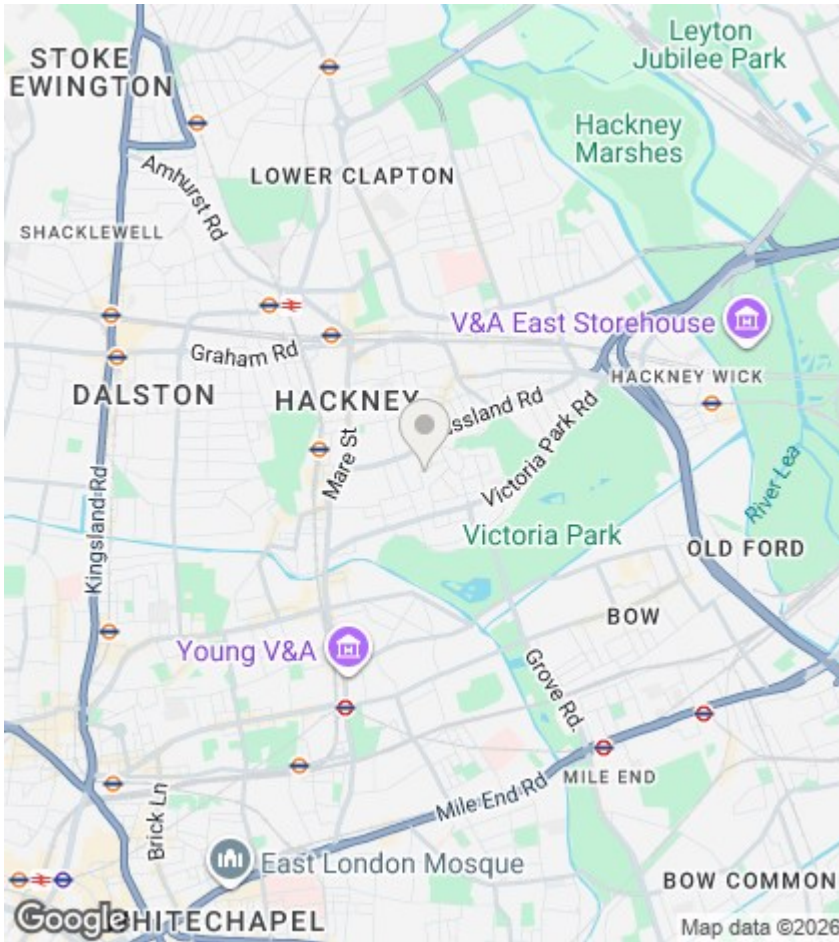 STOKE
EWINGTON
Leyton
Jubilee Park
Hackney
Marshes
Amhurst Rd
LOWER CLAPTON
SHACKLEWELL
V&A East Storehouse
Graham Rd
HACKNEY WICK
DALSTON
HACKNEY
ssland Rd
Mare St
Victoria Park Rd
River Lea
Kingsland Rd
Victoria Park
OLD FORD
BOW
Young V&A
Grove Rd.
MILE END
Mile End Rd
Brick Ln
East London Mosque
BOW COMMON
Google
HITECHAPEL
Map data ©2026